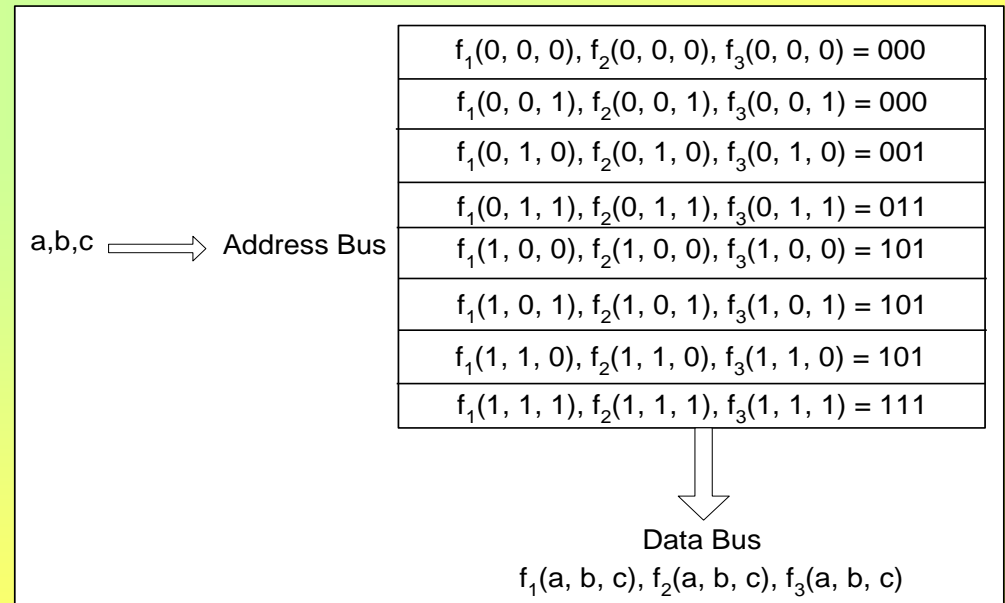 f₁(0, 0, 0), f₂(0, 0, 0), f₃(0, 0, 0) = 000
f₁(0, 0, 1), f₂(0, 0, 1), f₃(0, 0, 1) = 000
f₁(0, 1, 0), f₂(0, 1, 0), f₃(0, 1, 0) = 001
f₁(0, 1, 1), f₂(0, 1, 1), f₃(0, 1, 1) = 011
a,b,c
Address Bus
f₁(1, 0, 0), f₂(1, 0, 0), f₃(1, 0, 0) = 101
f₁(1, 0, 1), f₂(1, 0, 1), f₃(1, 0, 1) = 101
f₁(1, 1, 0), f₂(1, 1, 0), f₃(1, 1, 0) = 101
f₁(1, 1, 1), f₂(1, 1, 1), f₃(1, 1, 1) = 111
Data Bus
f₁(a, b, c), f₂(a, b, c), f₃(a, b, c)